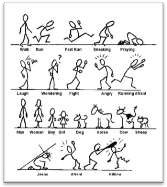 Walk Run Fast Run Sneaking Praying
Laugh Wondering Fight Angry Running Afraid
Man Woman Boy Girl Dog Horse Cow Sheep